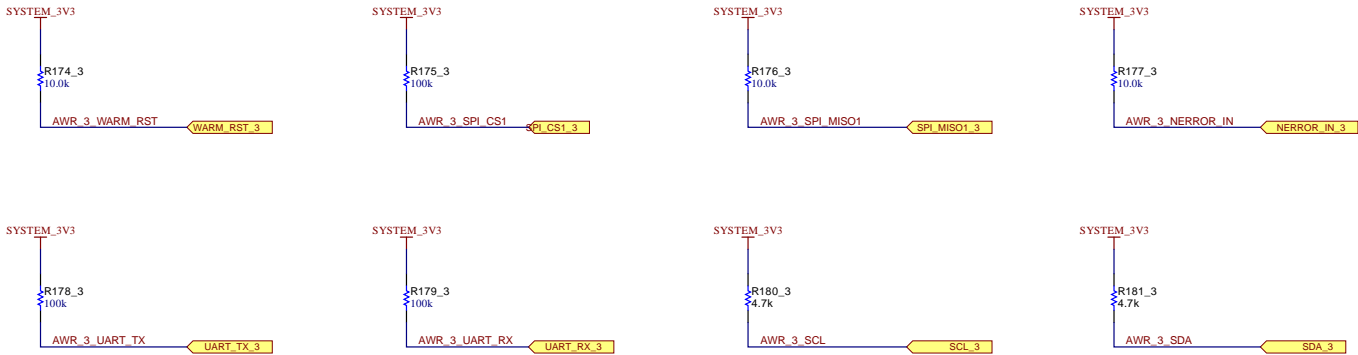 SYSTEM_3V3
R174_3
10.0k
AWR_3_WARM_RST
WARM_RST_3
SYSTEM_3V3
R175_3
100k
AWR_3_SPI_CS1
SPI_CS1_3
SYSTEM_3V3
R176_3
10.0k
AWR_3_SPI_MISO1
SPI_MISO1_3
SYSTEM_3V3
R177_3
10.0k
AWR_3_NERROR_IN
NERROR_IN_3
SYSTEM_3V3
R178_3
100k
AWR_3_UART_TX
UART_TX_3
SYSTEM_3V3
R179_3
100k
AWR_3_UART_RX
UART_RX_3
SYSTEM_3V3
R180_3
4.7k
AWR_3_SCL
SCL_3
SYSTEM_3V3
R181_3
4.7k
AWR_3_SDA
SDA_3